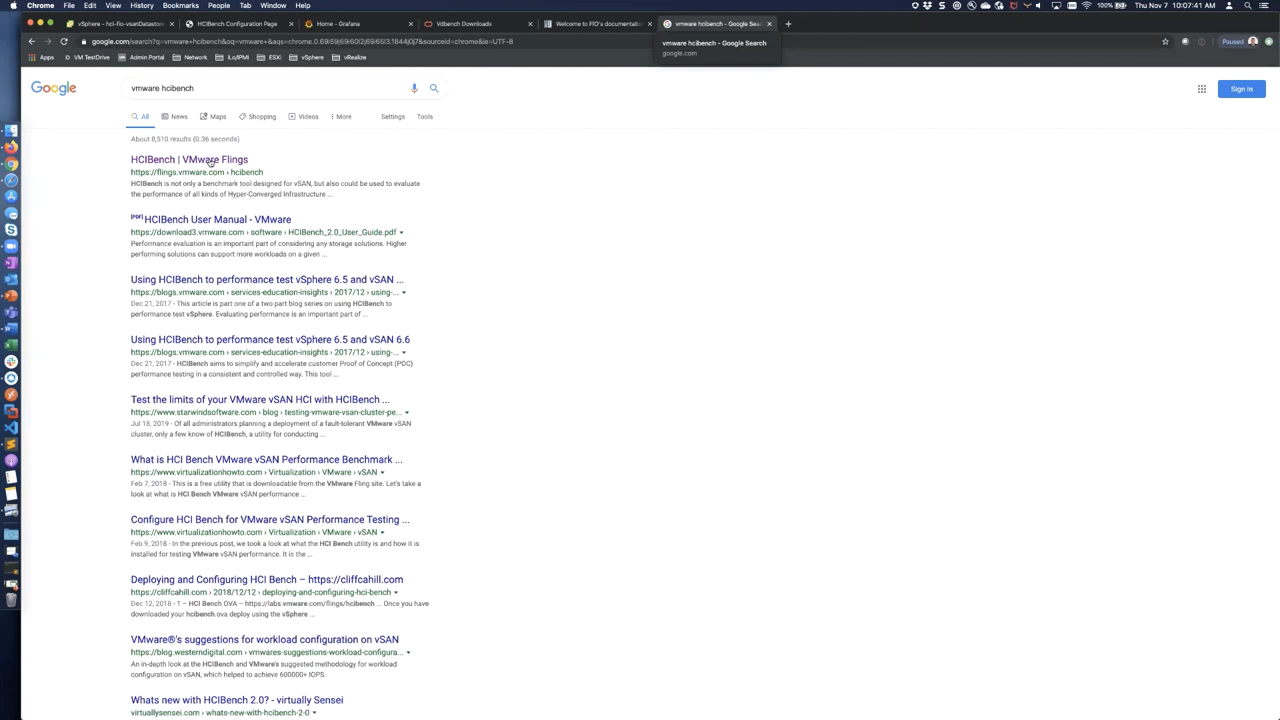 Chrome File Edit View History Bookmarks People Tab Window Help
100% Thu 10:07:41 AM
vSphere - hci-fio-vsanDatastore
HCIBench Configuration Page
Home - Grafana
Vdbench Downloads
Welcome to FIO's documentati
vmware hcibench - Google Sea
google.com/search?q=vmware+hcibench&oq=vmware+&aqs=chrome.
&sourceid=chrome&ie=UTF-8
Paused
vmware hcibench - Google Search
google.com
Apps VM TestDrive Admin Portal Network iLo/IPMI ESXi vSphere vRealize
Google
vmware hcibench
Sign in
All News Maps Shopping Videos More Settings Tools
About 8,510 results (0.36 seconds)
HCIBench | VMware Flings
https://flings.vmware.com › hcibench
HCIBench is not only a benchmark tool designed for vSAN, but also could be used to evaluate
the performance of all kinds of Hyper-Converged Infrastructure ...
[PDF] HCIBench User Manual - VMware
https://download3.vmware.com › software › HCIBench_2.0_User_Guide.pdf
Performance evaluation is an important part of considering any storage solutions. Higher
performing solutions can support more workloads on a given ...
Using HCIBench to performance test vSphere 6.5 and vSAN ...
https://blogs.vmware.com › services-education-insights › 2017/12 › using-...
Dec 21, 2017 - This article is part one of a two part blog series on using HCIBench to
performance test vSphere. Evaluating performance is an important part of ...
Using HCIBench to performance test vSphere 6.5 and vSAN 6.6
https://blogs.vmware.com › services-education-insights › 2017/12 › using-...
Dec 21, 2017 - HCIBench aims to simplify and accelerate customer Proof of Concept (POC)
performance testing in a consistent and controlled way. This tool ...
Test the limits of your VMware vSAN HCI with HCIBench ...
https://www.starwindsoftware.com › blog › testing-vmware-vsan-cluster-pe...
Jul 18, 2019 - Of all administrators planning a deployment of a fault-tolerant VMware vSAN
cluster, only a few know of HCIBench, a utility for conducting ...
What is HCI Bench VMware vSAN Performance Benchmark ...
https://www.virtualizationhowto.com › Virtualization › VMware › vSAN
Feb 7, 2018 - This is a free utility that is downloadable from the VMware Fling site. Let's take a
look at what is HCI Bench VMware vSAN performance ...
Configure HCI Bench for VMware vSAN Performance Testing ...
https://www.virtualizationhowto.com › Virtualization › VMware › vSAN
Feb 9, 2018 - In the previous post, we took a look at what the HCI Bench utility is and how it is
installed for testing VMware vSAN performance. It is the ...
Deploying and Configuring HCI Bench – https://cliffcahill.com
https://cliffcahill.com › 2018/12/12 › deploying-and-configuring-hci-bench
Dec 12, 2018 - 1 – HCI Bench OVA – https://labs.vmware.com/flings/hcibench ... Once you have
downloaded your hcibench.ova deploy using the vSphere ...
VMware®'s suggestions for workload configuration on vSAN
https://blog.westerndigital.com › vmwares-suggestions-workload-configura...
An in-depth look at the HCIBench and VMware's suggested methodology for workload
configuration on vSAN, which helped to achieve 600000+ IOPS.
Whats new with HCIBench 2.0? - virtually Sensei
virtuallysensei.com › whats-new-with-hcibench-2-0